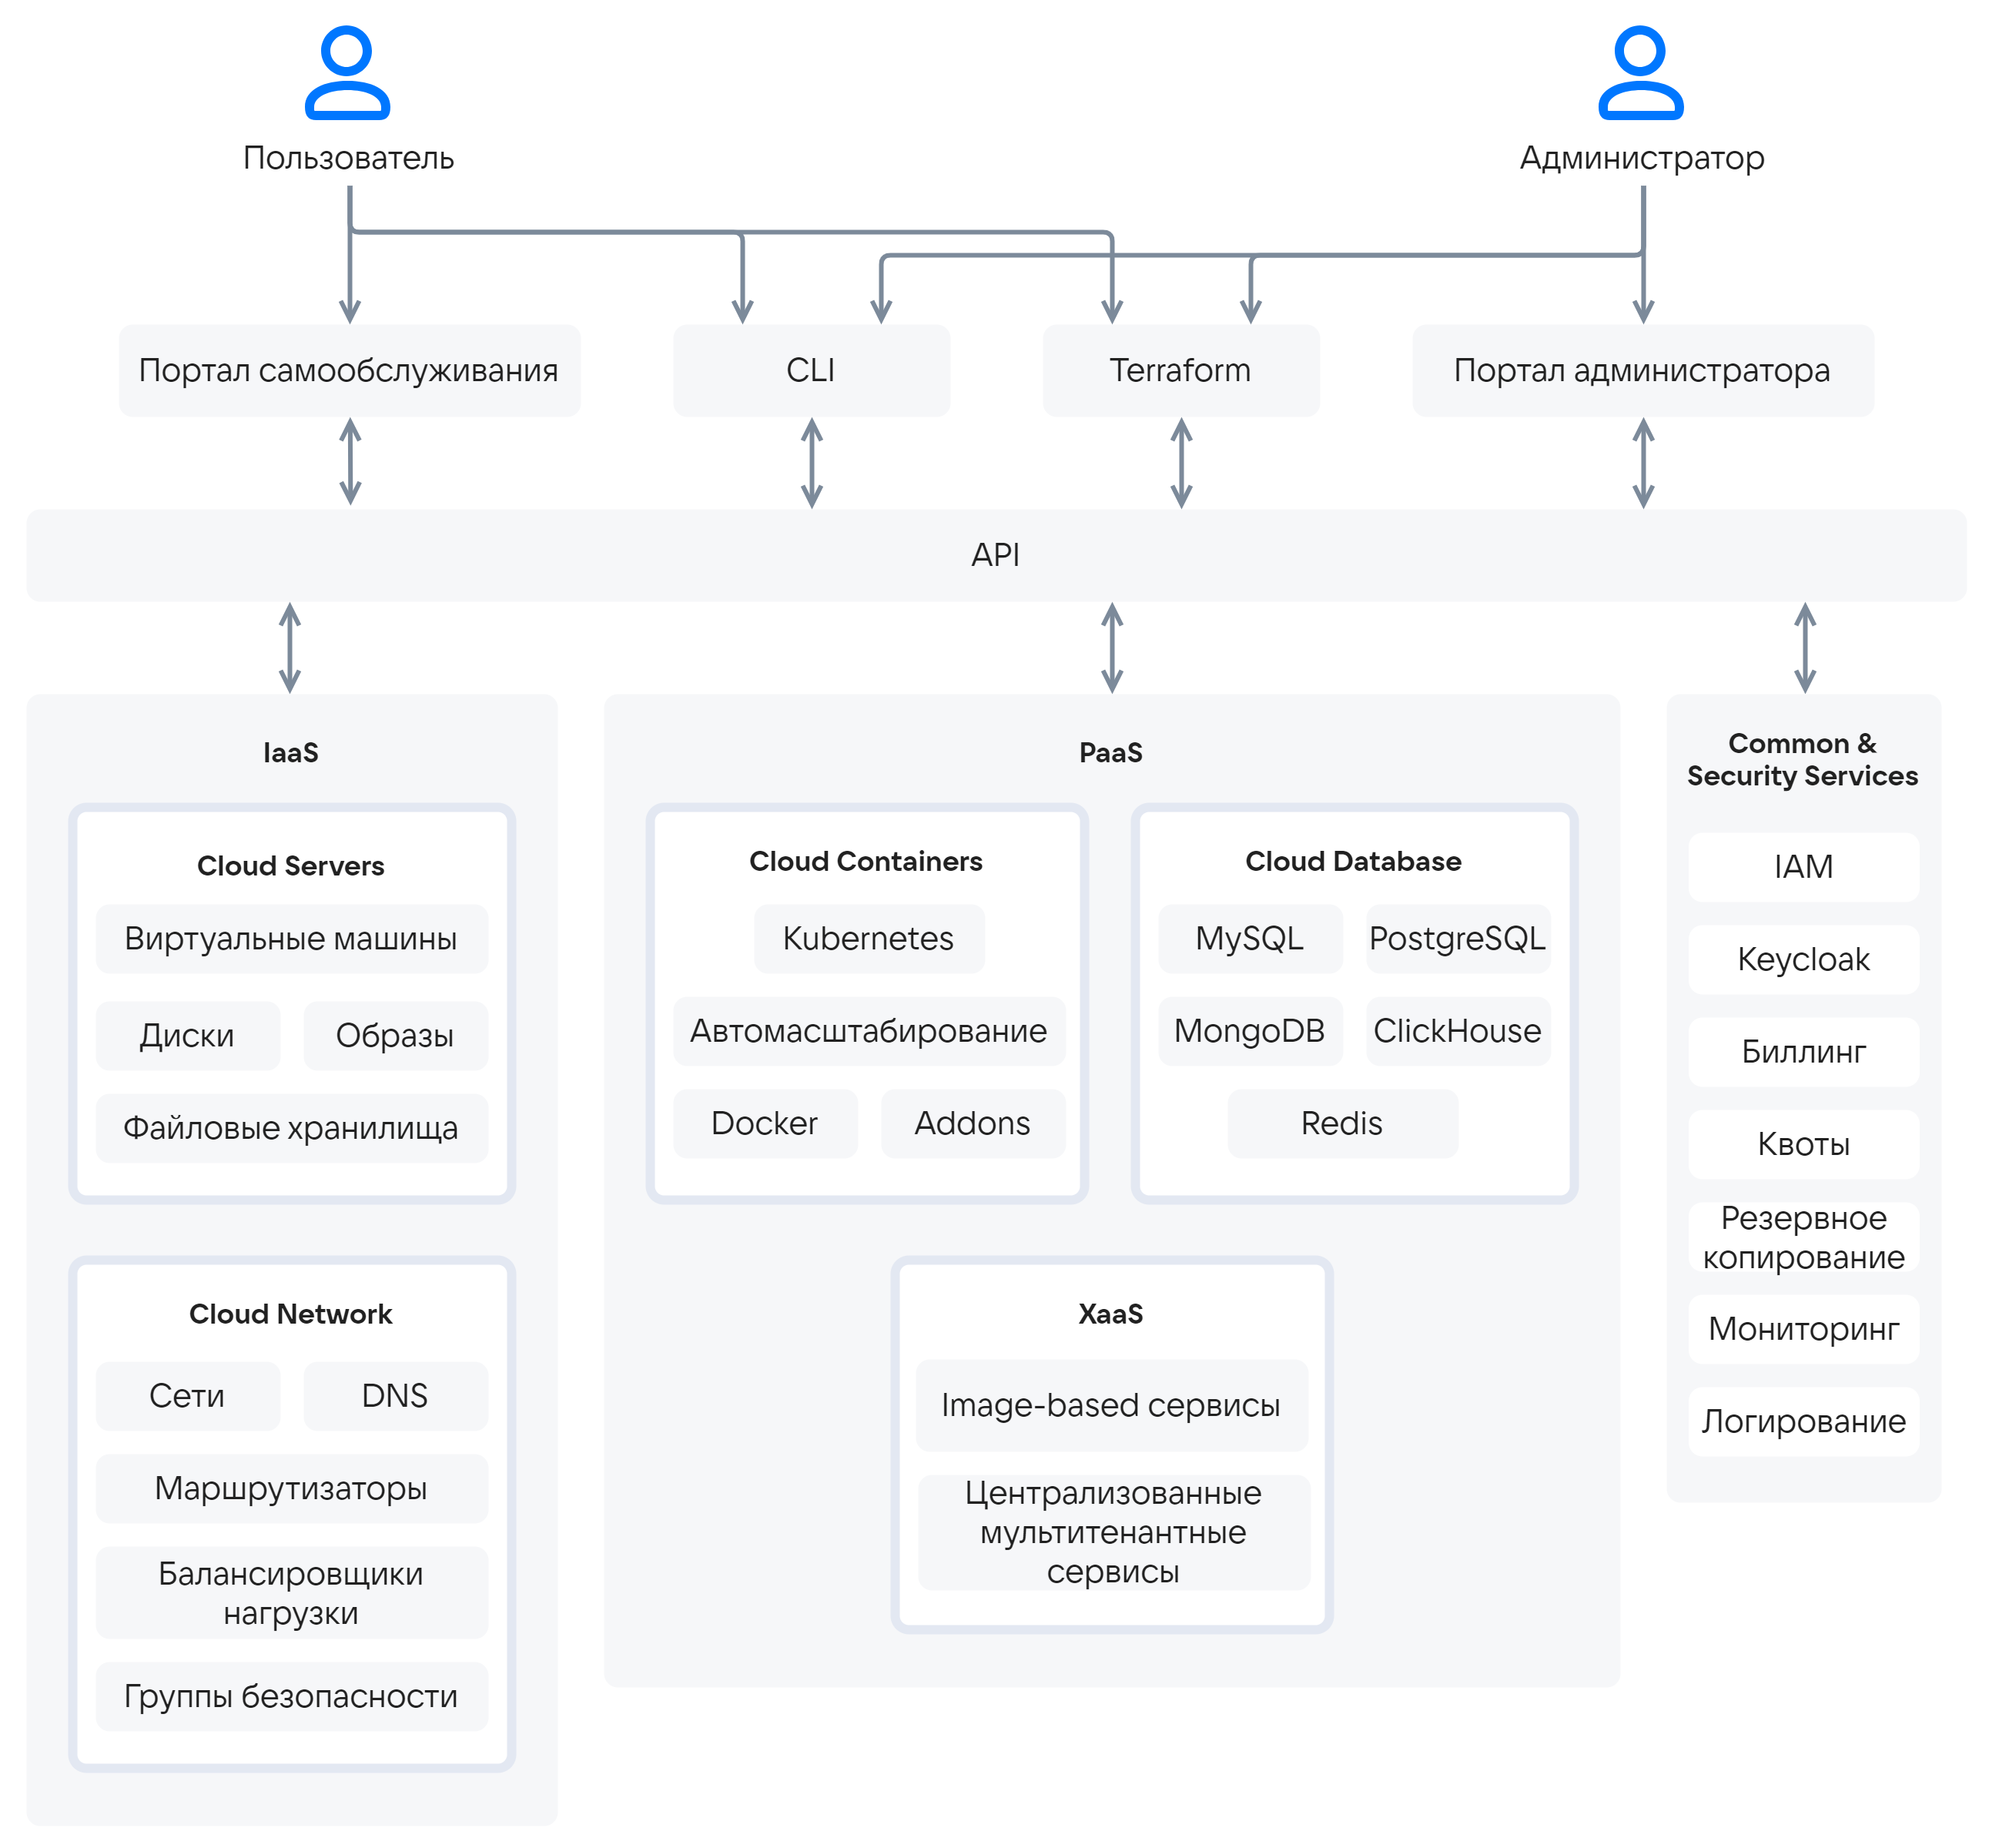 Пользователь
Администратор
Портал самообслуживания
CLI
Terraform
Портал администратора
API
IaaS
Cloud Servers
Виртуальные машины
Диски
Образы
Файловые хранилища
Cloud Network
Сети
DNS
Маршрутизаторы
Балансировщики
нагрузки
Группы безопасности
PaaS
Cloud Containers
Kubernetes
Автомасштабирование
Docker
Addons
Cloud Database
MySQL
PostgreSQL
MongoDB
ClickHouse
Redis
XaaS
Image-based сервисы
Централизованные
мультитенантные
сервисы
Common &
Security Services
IAM
Keycloak
Биллинг
Квоты
Резервное
копирование
Мониторинг
Логирование